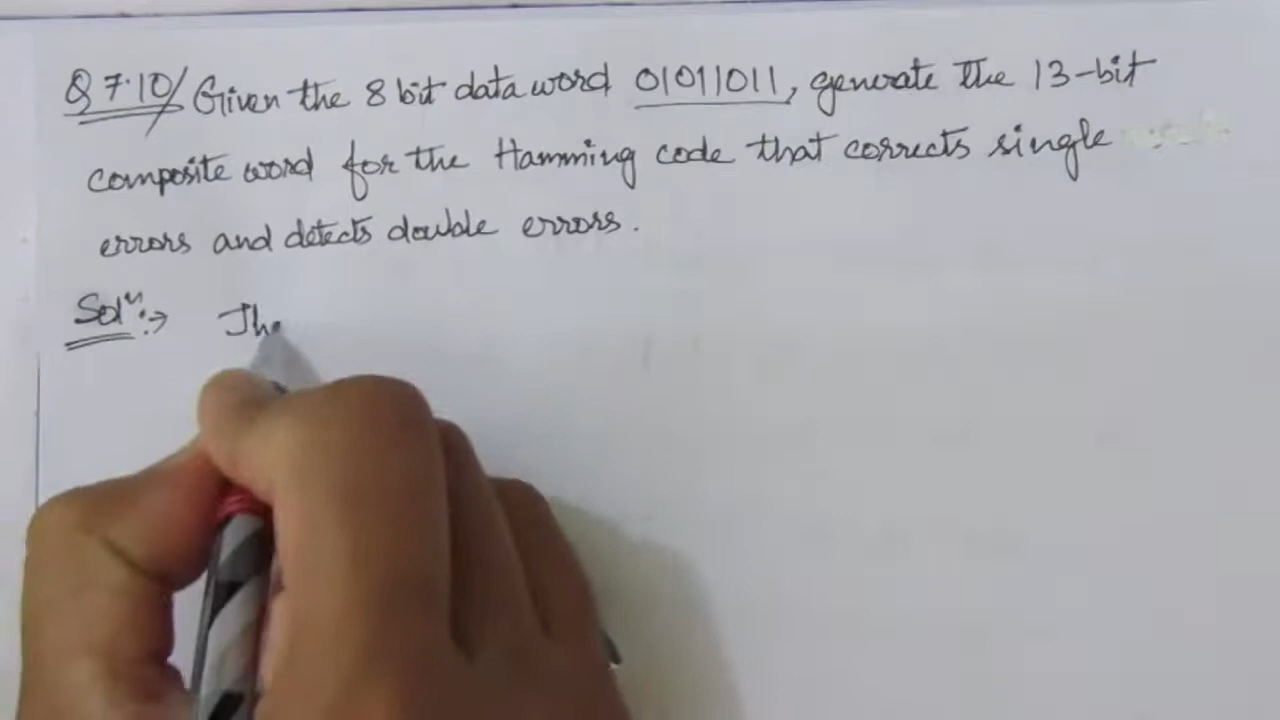 Q 7.10/ Given the 8 bit data word 01011011, generate the 13-bit
composite word for the Hamming code that corrects single
errors and detects double errors.
Solⁿ:→ The